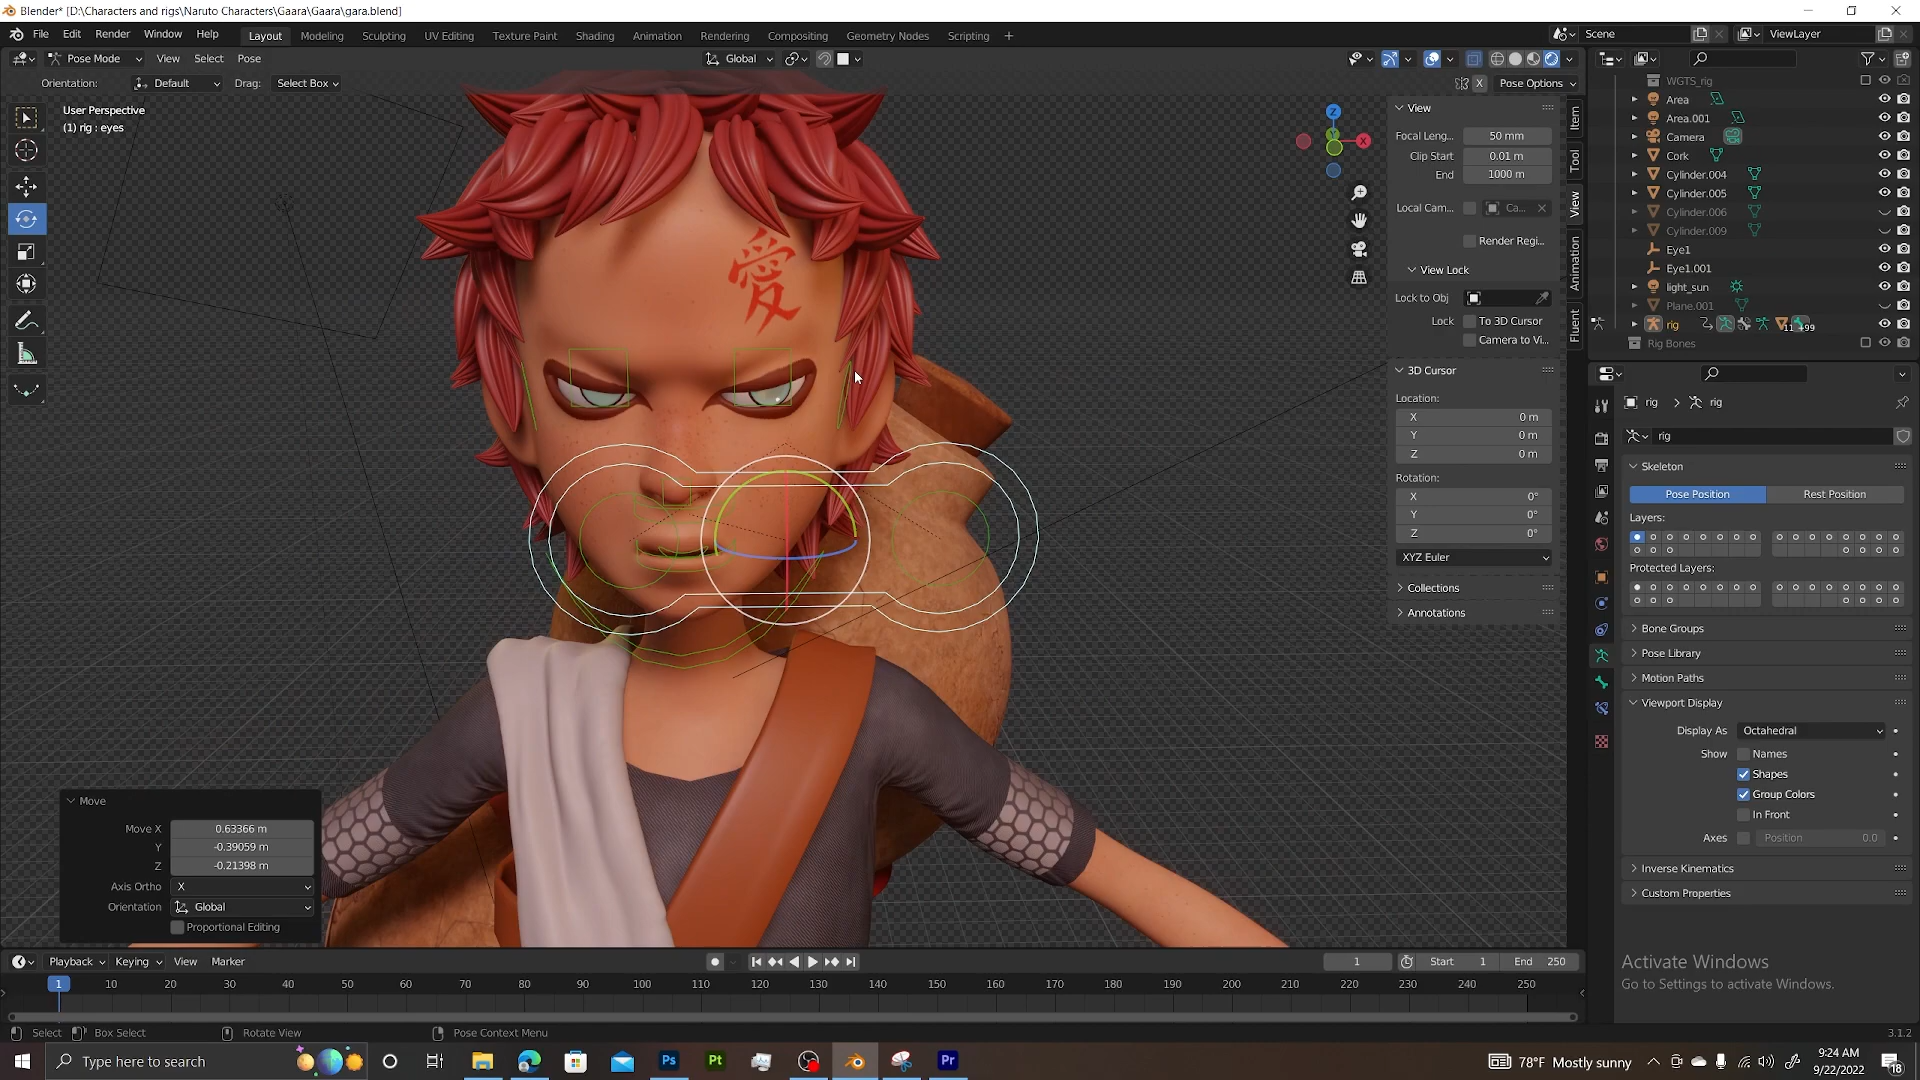 Blender* [D:\Characters and rigs\Naruto Characters\Gaara\Gaara\gara.blend]
File Edit Render Window Help Layout Modeling Sculpting UV Editing Texture Paint Shading Animation Rendering Compositing Geometry Nodes Scripting + Scene ViewLayer
Pose Mode View Select Pose Global
Orientation: Default Drag: Select Box X Pose Options
User Perspective
(1) rig : eyes
愛
Z
X
Y
View
Focal Leng... 50 mm
Clip Start 0.01 m
End 1000 m
Local Cam... Ca...
Render Regi...
View Lock
Lock to Obj
Lock To 3D Cursor
Camera to Vi...
3D Cursor
Location:
X 0 m
Y 0 m
Z 0 m
Rotation:
X 0°
Y 0°
Z 0°
XYZ Euler
Collections
Annotations
Item
Tool
View
Animation
Fluent
WGTS_rig
Area
Area.001
Camera
Cork
Cylinder.004
Cylinder.005
Cylinder.006
Cylinder.009
Eye1
Eye1.001
light_sun
Plane.001
rig 11 +99
Rig Bones
rig > rig
rig
Skeleton
Pose Position Rest Position
Layers:
Protected Layers:
Bone Groups
Pose Library
Motion Paths
Viewport Display
Display As Octahedral
Show Names
Shapes
Group Colors
In Front
Axes Position 0.0
Inverse Kinematics
Custom Properties
Activate Windows
Go to Settings to activate Windows.
Move
Move X 0.63366 m
Y -0.39059 m
Z -0.21398 m
Axis Ortho X
Orientation Global
Proportional Editing
Playback Keying View Marker 1 Start 1 End 250
1 10 20 30 40 50 60 70 80 90 100 110 120 130 140 150 160 170 180 190 200 210 220 230 240 250
Select Box Select Rotate View Pose Context Menu 3.1.2
Type here to search Ps Pt Pr 78°F Mostly sunny 9:24 AM
9/22/2022 18